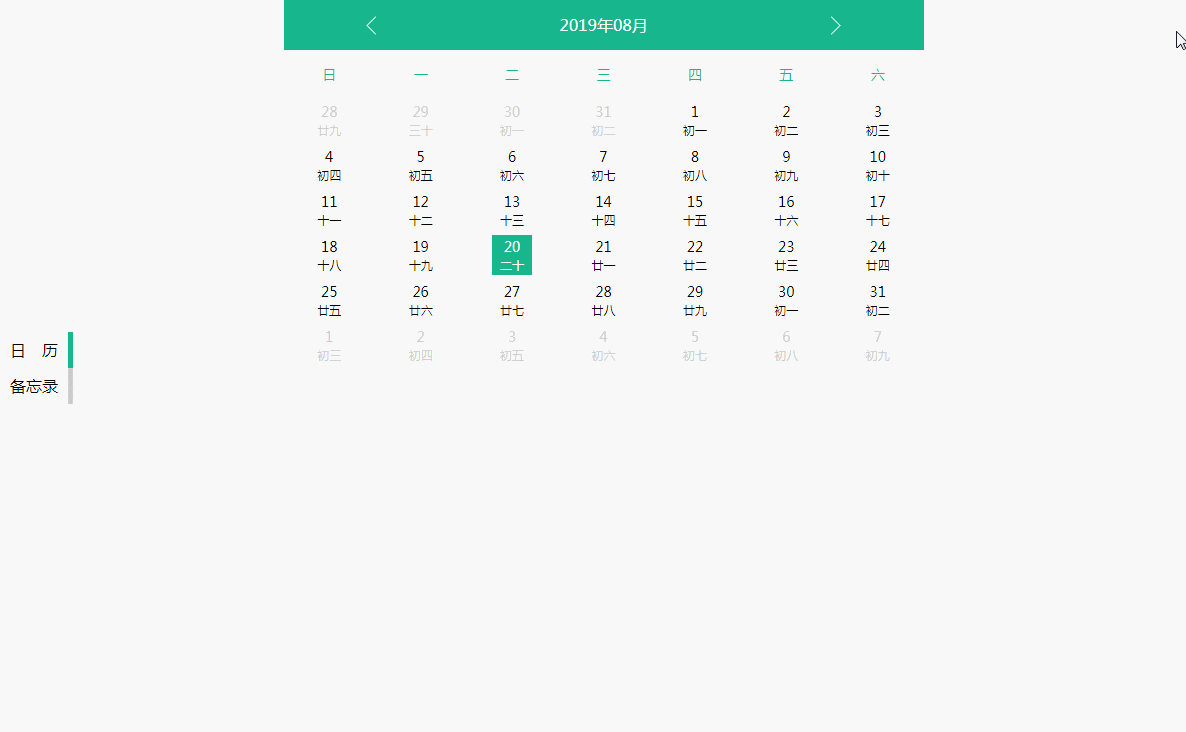 2019年08月
日 一 二 三 四 五 六
28 29 30 31 1 2 3
廿九 三十 初一 初二 初一 初二 初三
4 5 6 7 8 9 10
初四 初五 初六 初七 初八 初九 初十
11 12 13 14 15 16 17
十一 十二 十三 十四 十五 十六 十七
18 19 20 21 22 23 24
十八 十九 二十 廿一 廿二 廿三 廿四
25 26 27 28 29 30 31
廿五 廿六 廿七 廿八 廿九 初一 初二
1 2 3 4 5 6 7
初三 初四 初五 初六 初七 初八 初九
日 历
备忘录